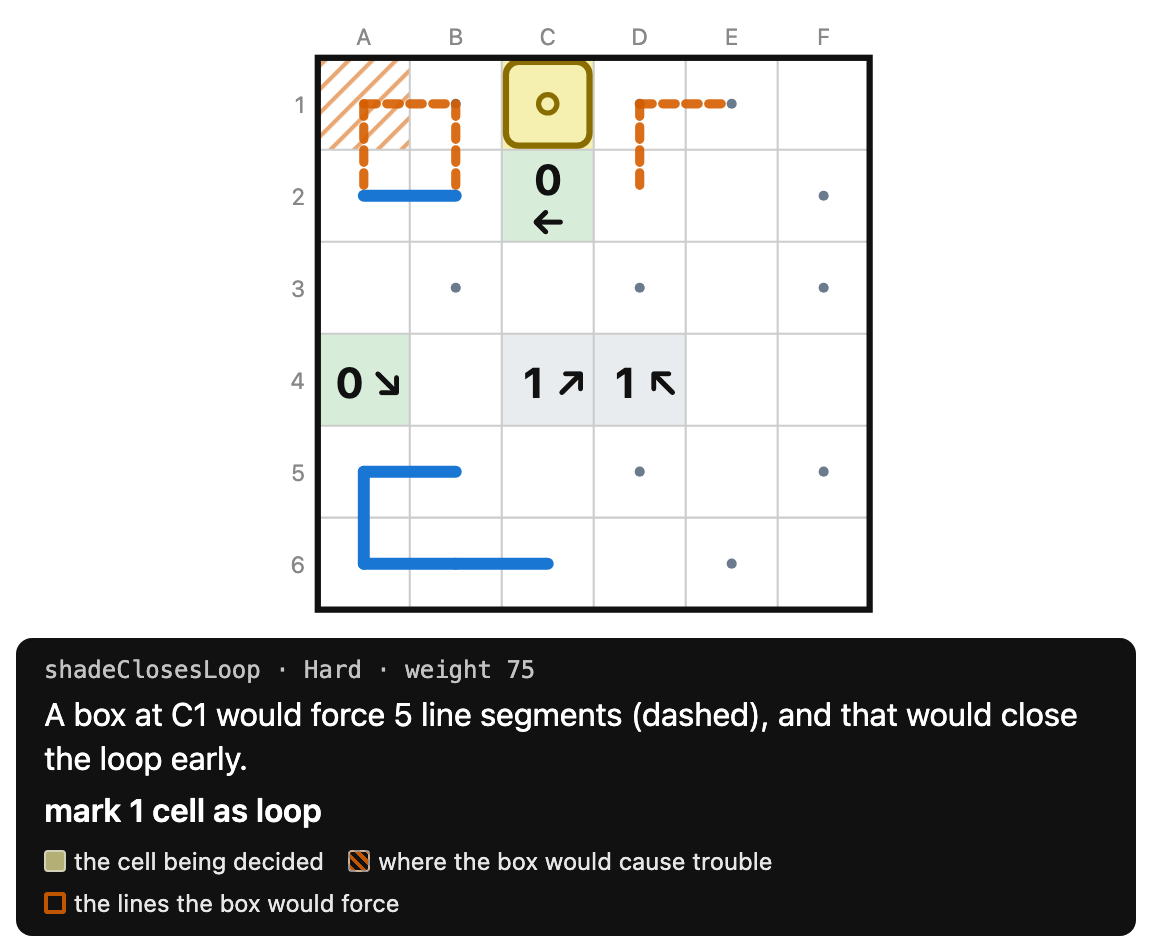 A B C D E F
1
2 0
←
3
4 0 ↘ 1 ↗ 1 ↖
5
6
shadeClosesLoop · Hard · weight 75
A box at C1 would force 5 line segments (dashed), and that would close
the loop early.
mark 1 cell as loop
the cell being decided where the box would cause trouble
the lines the box would force